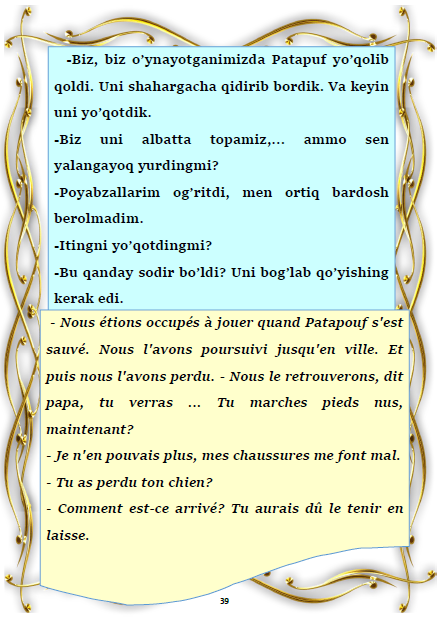 -Biz, biz o’ynayotganimizda Patapuf yo’qolib
qoldi. Uni shahargacha qidirib bordik. Va keyin
uni yo’qotdik.
-Biz uni albatta topamiz,... ammo sen
yalangayoq yurdingmi?
-Poyabzallarim og’ritdi, men ortiq bardosh
berolmadim.
-Itingni yo’qotdingmi?
-Bu qanday sodir bo’ldi? Uni bog’lab qo’yishing
kerak edi.
- Nous étions occupés à jouer quand Patapouf s'est
sauvé. Nous l'avons poursuivi jusqu'en ville. Et
puis nous l'avons perdu. - Nous le retrouverons, dit
papa, tu verras ... Tu marches pieds nus,
maintenant?
- Je n'en pouvais plus, mes chaussures me font mal.
- Tu as perdu ton chien?
- Comment est-ce arrivé? Tu aurais dû le tenir en
laisse.
39